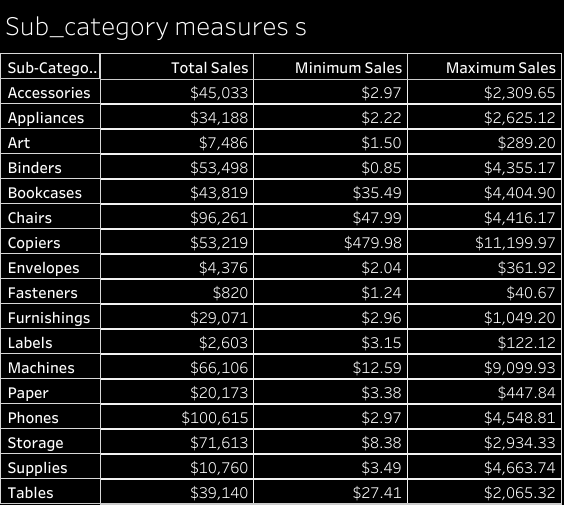 Sub_category measures s
Sub-Catego.. Total Sales Minimum Sales Maximum Sales
Accessories $45,033 $2.97 $2,309.65
Appliances $34,188 $2.22 $2,625.12
Art $7,486 $1.50 $289.20
Binders $53,498 $0.85 $4,355.17
Bookcases $43,819 $35.49 $4,404.90
Chairs $96,261 $47.99 $4,416.17
Copiers $53,219 $479.98 $11,199.97
Envelopes $4,376 $2.04 $361.92
Fasteners $820 $1.24 $40.67
Furnishings $29,071 $2.96 $1,049.20
Labels $2,603 $3.15 $122.12
Machines $66,106 $12.59 $9,099.93
Paper $20,173 $3.38 $447.84
Phones $100,615 $2.97 $4,548.81
Storage $71,613 $8.38 $2,934.33
Supplies $10,760 $3.49 $4,663.74
Tables $39,140 $27.41 $2,065.32